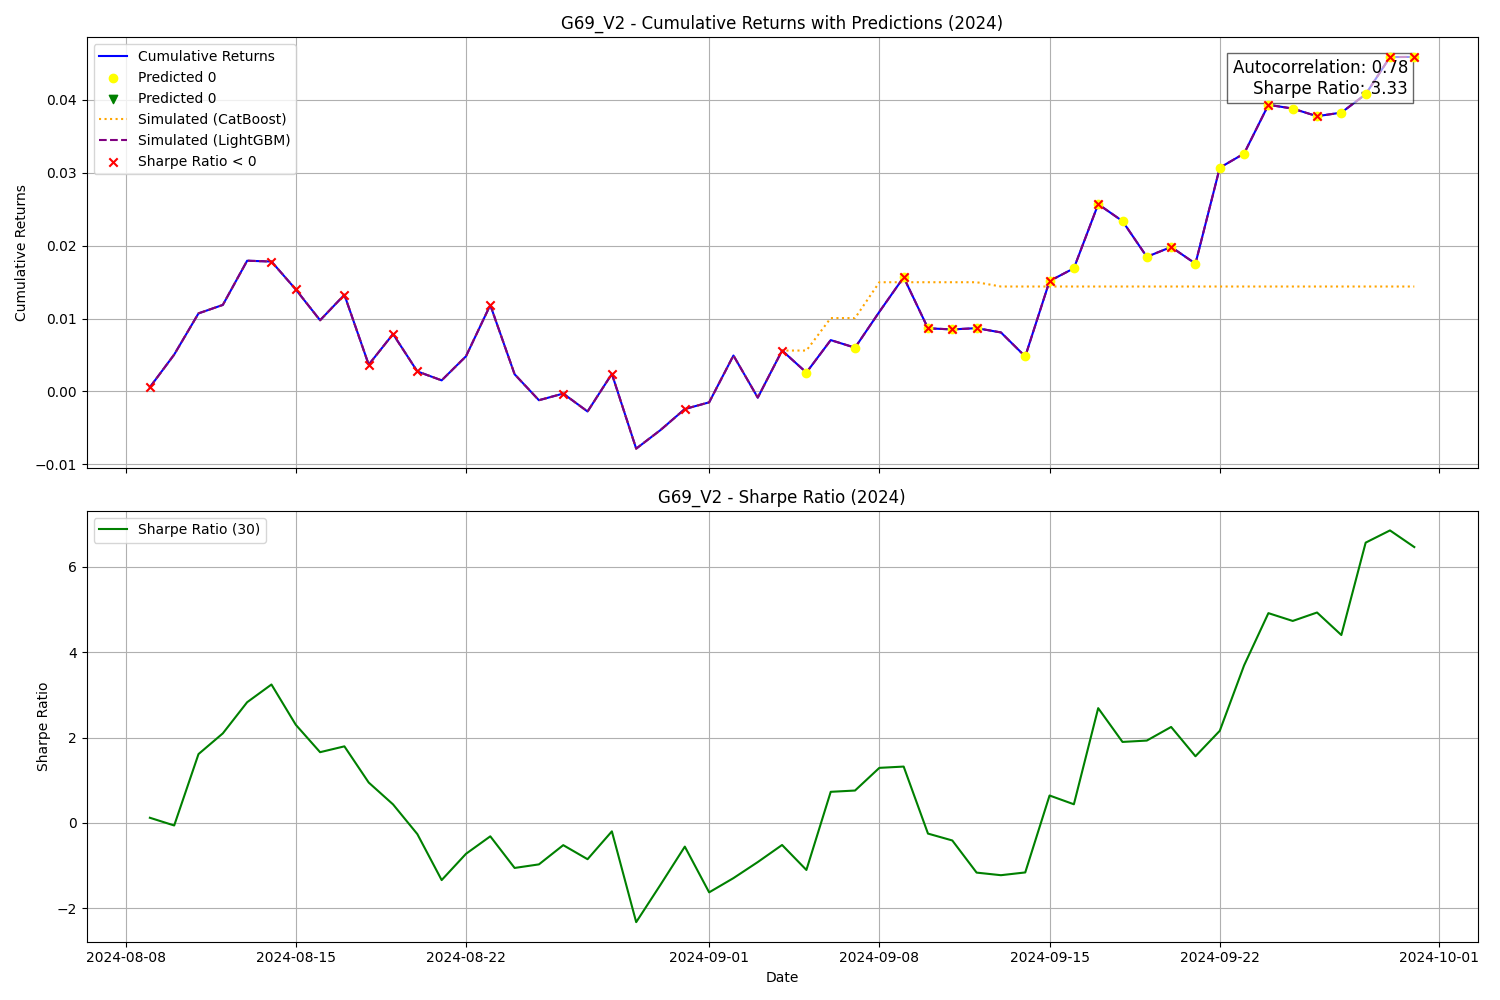 G69_V2 - Cumulative Returns with Predictions (2024)
Cumulative Returns
Predicted 0
Predicted 0
Simulated (CatBoost)
Simulated (LightGBM)
Sharpe Ratio < 0
Autocorrelation: 0.78
Sharpe Ratio: 3.33
Cumulative Returns
0.04
0.03
0.02
0.01
0.00
−0.01
G69_V2 - Sharpe Ratio (2024)
Sharpe Ratio (30)
Sharpe Ratio
6
4
2
0
−2
2024-08-08 2024-08-15 2024-08-22 2024-09-01 2024-09-08 2024-09-15 2024-09-22 2024-10-01
Date